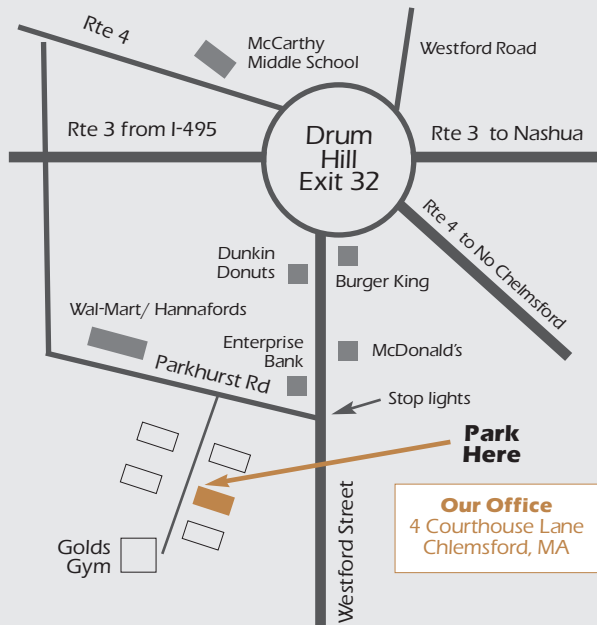 Rte 4
McCarthy
Middle School
Westford Road
Rte 3 from I-495
Drum
Hill
Exit 32
Rte 3 to Nashua
Rte 4 to No Chelmsford
Dunkin
Donuts
Burger King
Wal-Mart/ Hannafords
Enterprise
Bank
McDonald's
Parkhurst Rd
Stop lights
Park
Here
Our Office
4 Courthouse Lane
Chlemsford, MA
Golds
Gym
Westford Street